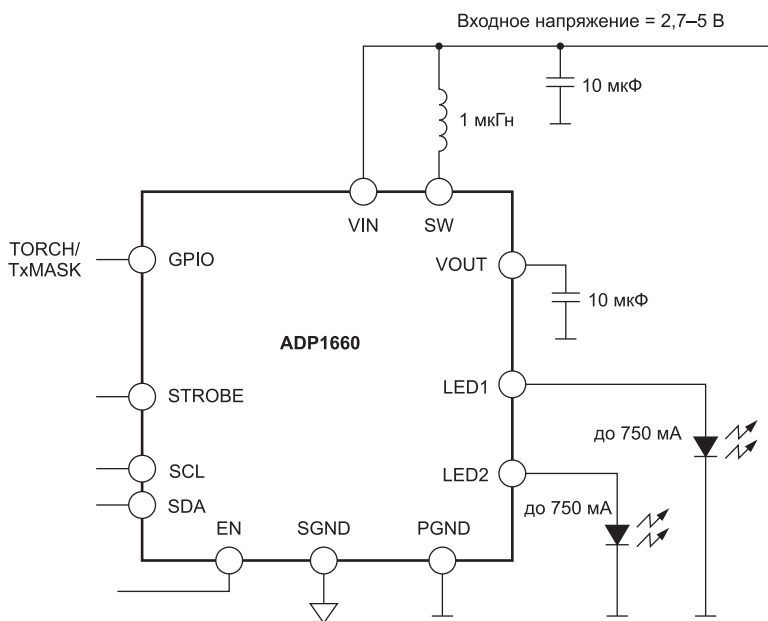 Входное напряжение = 2,7–5 В
10 мкФ
1 мкГн
VIN
SW
TORCH/
TxMASK
GPIO
VOUT
10 мкФ
ADP1660
STROBE
LED1
до 750 мА
SCL
LED2
SDA
до 750 мА
EN
SGND
PGND